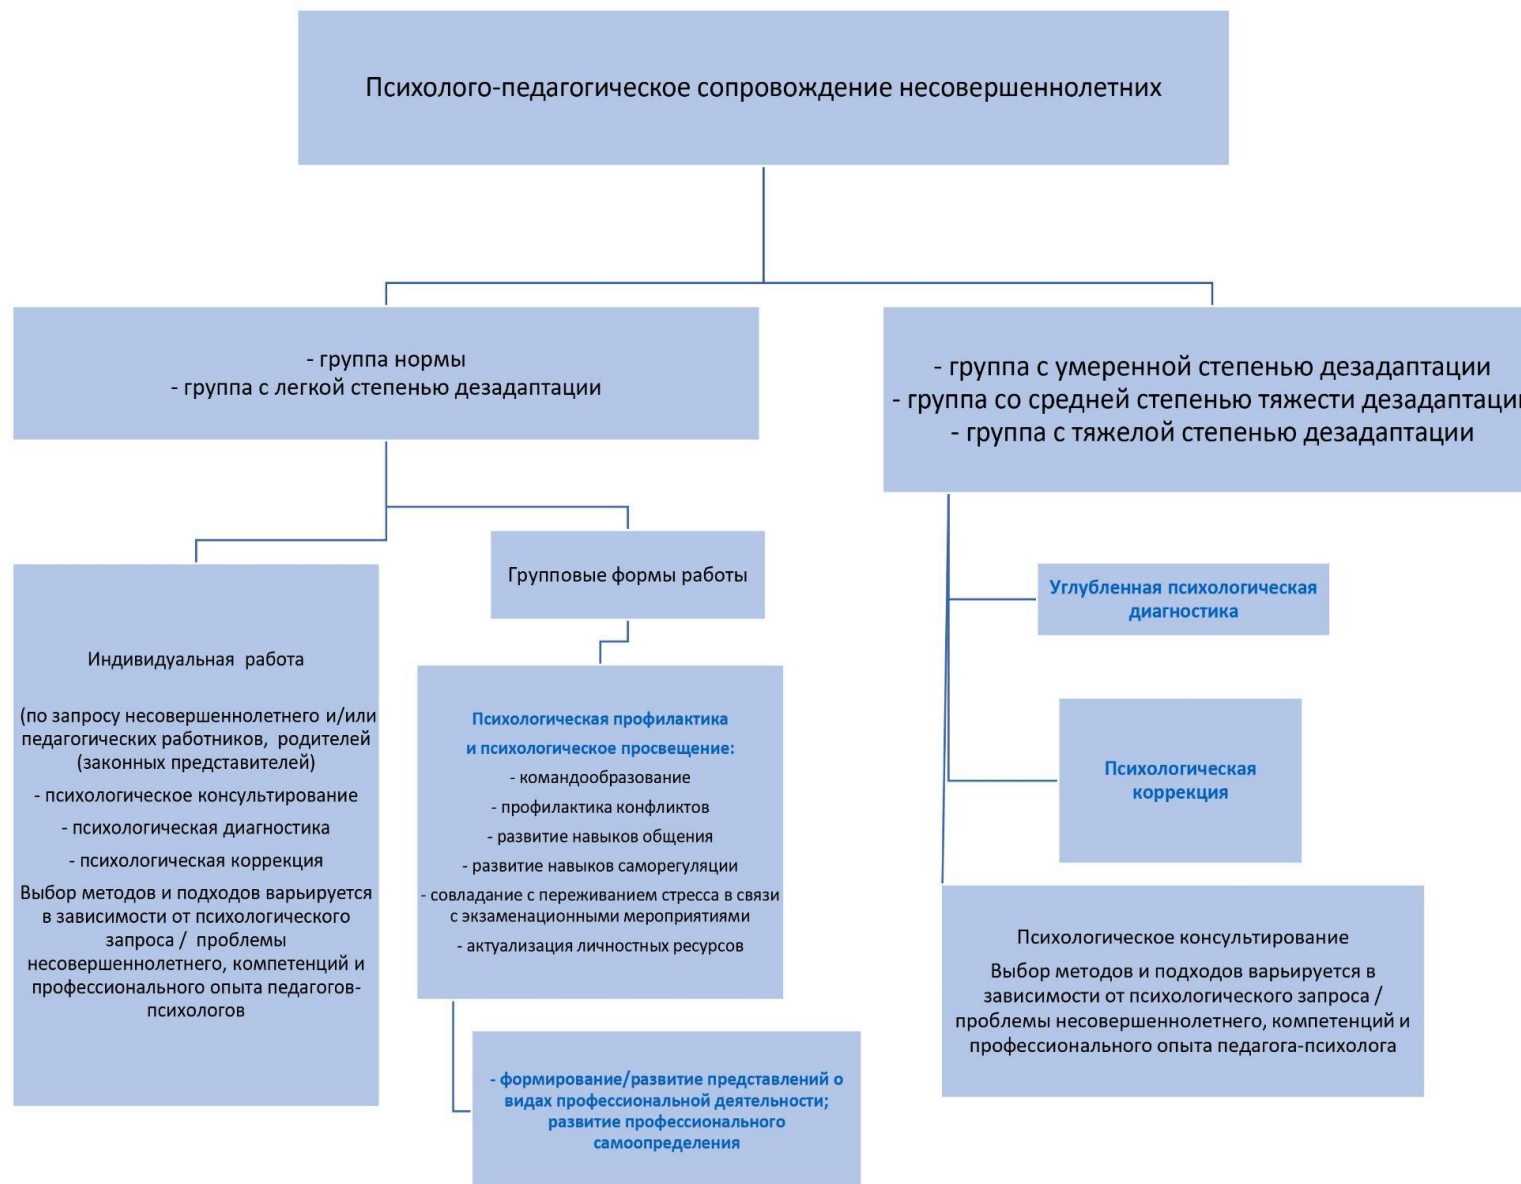 Психолого-педагогическое сопровождение несовершеннолетних
- группа нормы
- группа с легкой степенью дезадаптации
- группа с умеренной степенью дезадаптации
- группа со средней степенью тяжести дезадаптаци
- группа с тяжелой степенью дезадаптации
Индивидуальная работа
(по запросу несовершеннолетнего и/или
педагогических работников, родителей
(законных представителей)
- психологическое консультирование
- психологическая диагностика
- психологическая коррекция
Выбор методов и подходов варьируется
в зависимости от психологического
запроса / проблемы
несовершеннолетнего, компетенций и
профессионального опыта педагогов-
психологов
Групповые формы работы
Психологическая профилактика
и психологическое просвещение:
- командообразование
- профилактика конфликтов
- развитие навыков общения
- развитие навыков саморегуляции
- совладание с переживанием стресса в связи
с экзаменационными мероприятиями
- актуализация личностных ресурсов
- формирование/развитие представлений о
видах профессиональной деятельности;
развитие профессионального
самоопределения
Углубленная психологическая
диагностика
Психологическая
коррекция
Психологическое консультирование
Выбор методов и подходов варьируется в
зависимости от психологического запроса /
проблемы несовершеннолетнего, компетенций и
профессионального опыта педагога-психолога